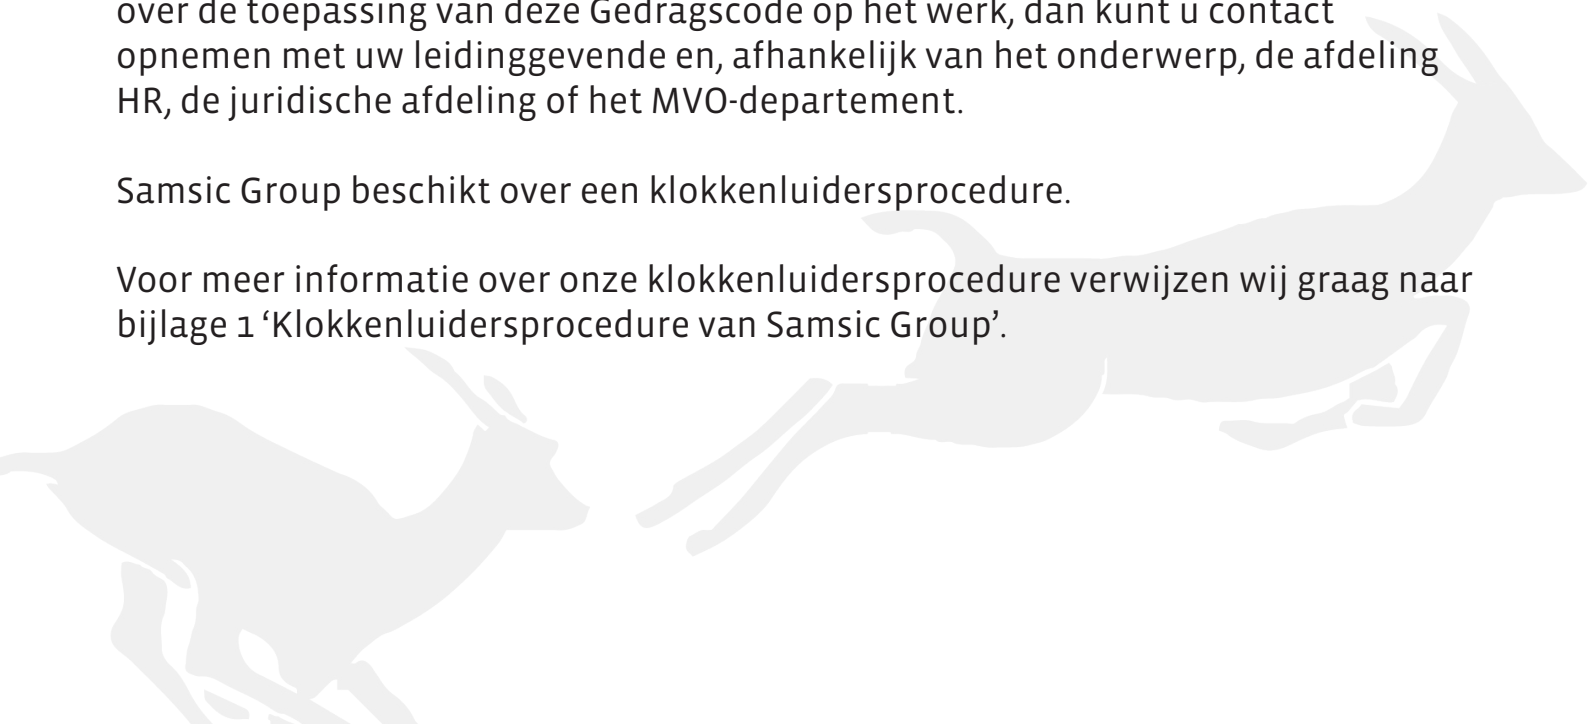 over de toepassing van deze Gedragscode op het werk, dan kunt u contact
opnemen met uw leidinggevende en, afhankelijk van het onderwerp, de afdeling
HR, de juridische afdeling of het MVO-departement.
Samsic Group beschikt over een klokkenluidersprocedure.
Voor meer informatie over onze klokkenluidersprocedure verwijzen wij graag naar
bijlage 1 ‘Klokkenluidersprocedure van Samsic Group’.